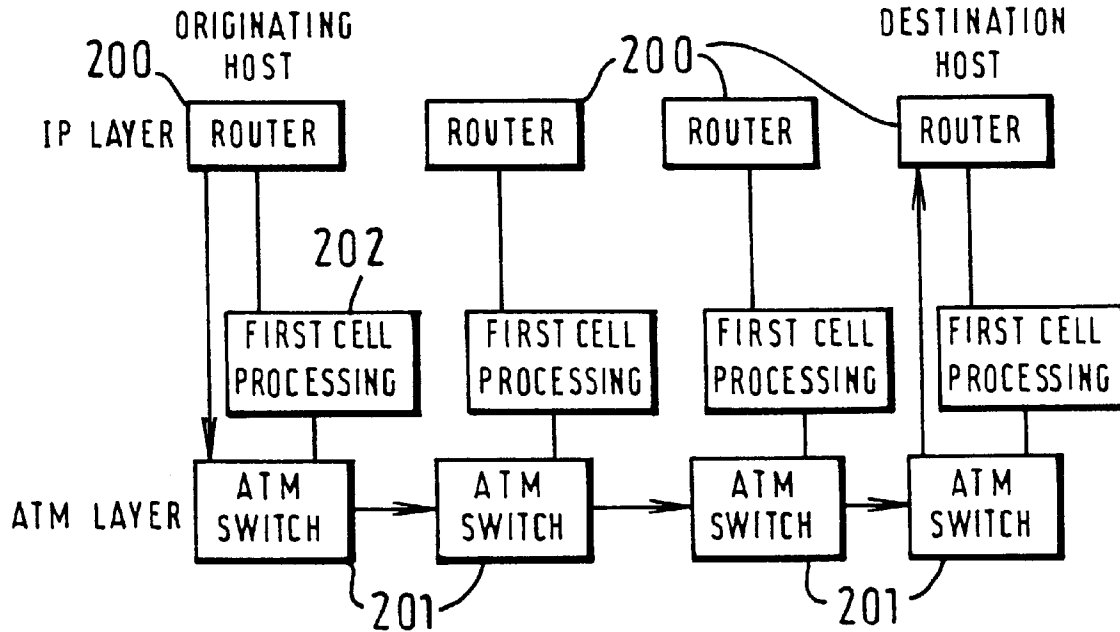 ORIGINATING
HOST
DESTINATION
HOST
200
200
IP LAYER
ROUTER
ROUTER
ROUTER
ROUTER
202
FIRST CELL
PROCESSING
FIRST CELL
PROCESSING
FIRST CELL
PROCESSING
FIRST CELL
PROCESSING
ATM LAYER
ATM
SWITCH
ATM
SWITCH
ATM
SWITCH
ATM
SWITCH
201
201